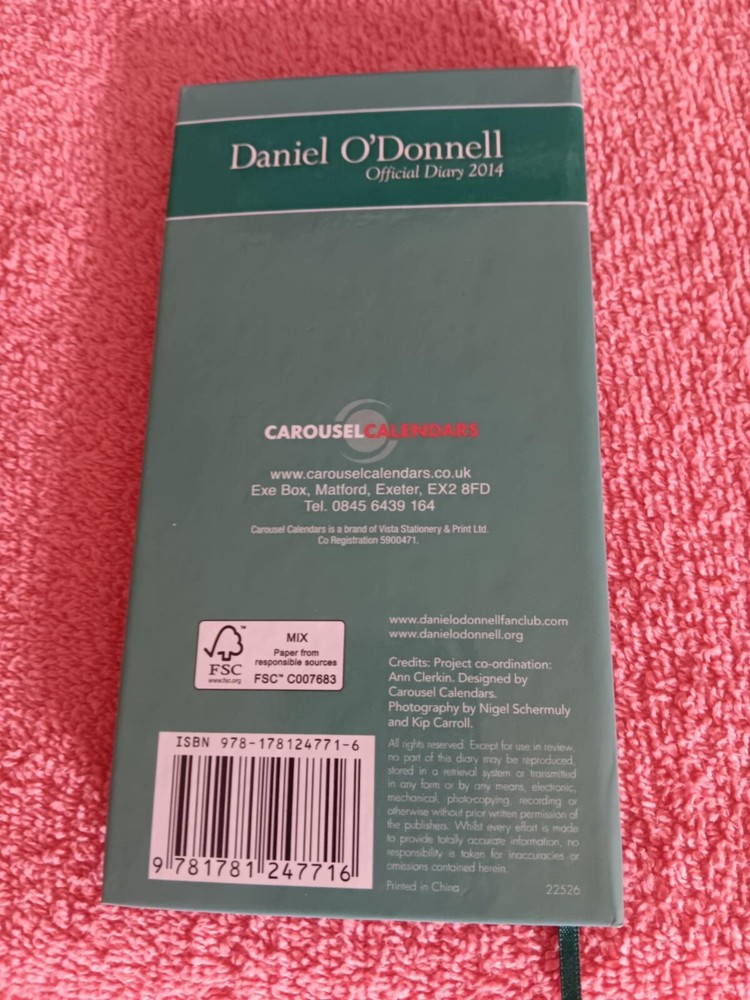 Daniel O'Donnell
Official Diary 2014
CAROUSELCALENDARS
www.carouselcalendars.co.uk
Exe Box, Matford, Exeter, EX2 8FD
Tel. 0845 6439 164
Carousel Calendars is a brand of Vista Stationery & Print Ltd.
Co Registration 5900471.
FSC
www.fsc.org
MIX
Paper from
responsible sources
FSC™ C007683
www.danielodonnellfanclub.com
www.danielodonnell.org
Credits: Project co-ordination:
Ann Clerkin. Designed by
Carousel Calendars.
Photography by Nigel Schermuly
and Kip Carroll.
All rights reserved. Except for use in review,
no part of this diary may be reproduced,
stored in a retrieval system or transmitted
in any form or by any means, electronic,
mechanical, photo-copying, recording or
otherwise without prior written permission of
the publishers. Whilst every effort is made
to provide totally accurate information, no
responsibility is taken for inaccuracies or
omissions contained herein.
Printed in China
22526
ISBN 978-178124771-6
9 781781 247716